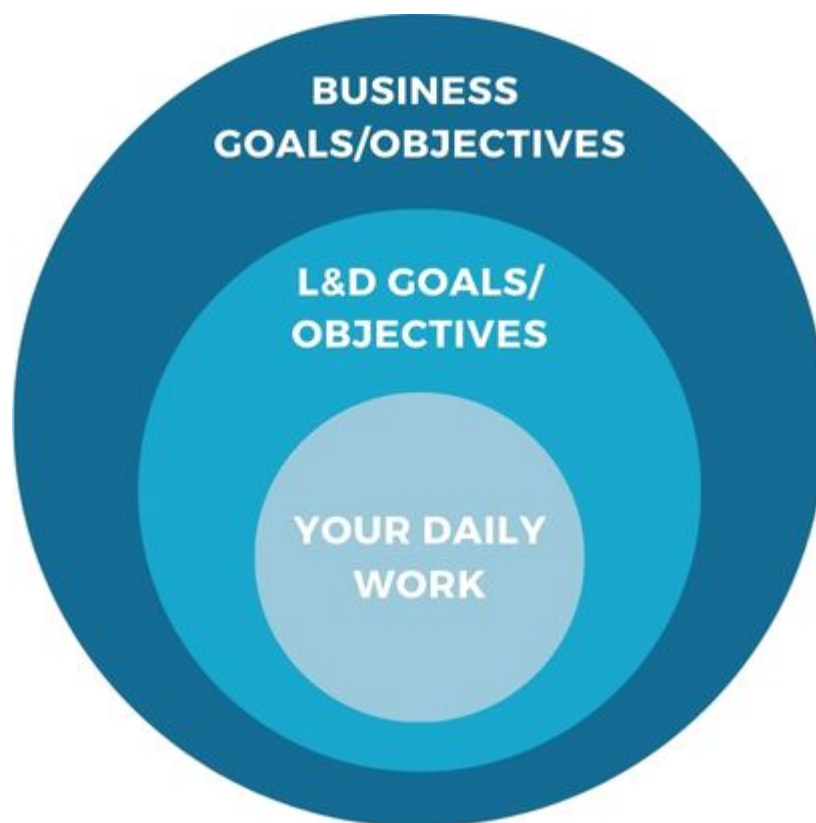 BUSINESS
GOALS/OBJECTIVES
L&D GOALS/
OBJECTIVES
YOUR DAILY
WORK